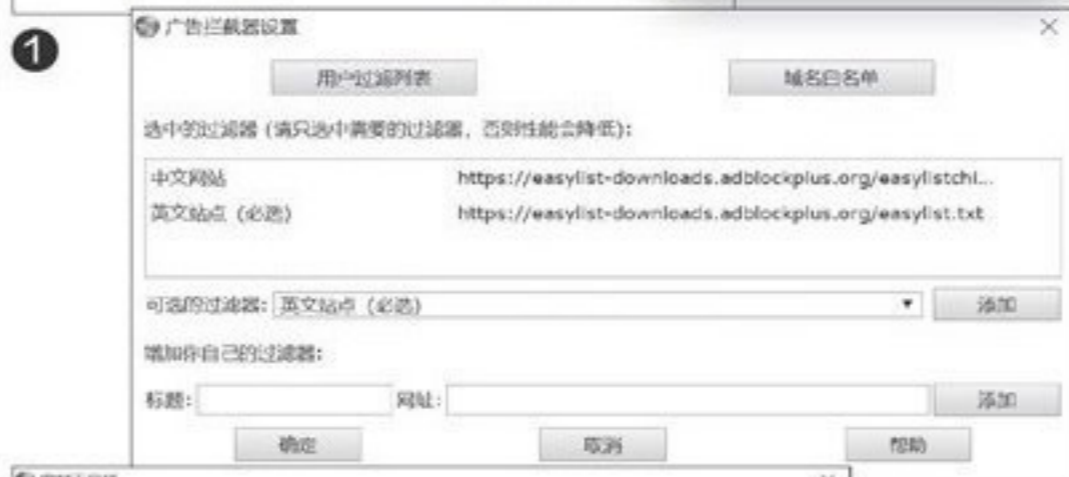 1
广告拦截器设置
用户过滤列表 域名白名单
选中的过滤器 (请只选中需要的过滤器, 否则性能会降低):
中文网站 https://easylist-downloads.adblockplus.org/easylistchi...
英文站点 (必选) https://easylist-downloads.adblockplus.org/easylist.txt
可选的过滤器: 英文站点 (必选) 添加
增加你自己的过滤器:
标题: 网址: 添加
确定 取消 帮助